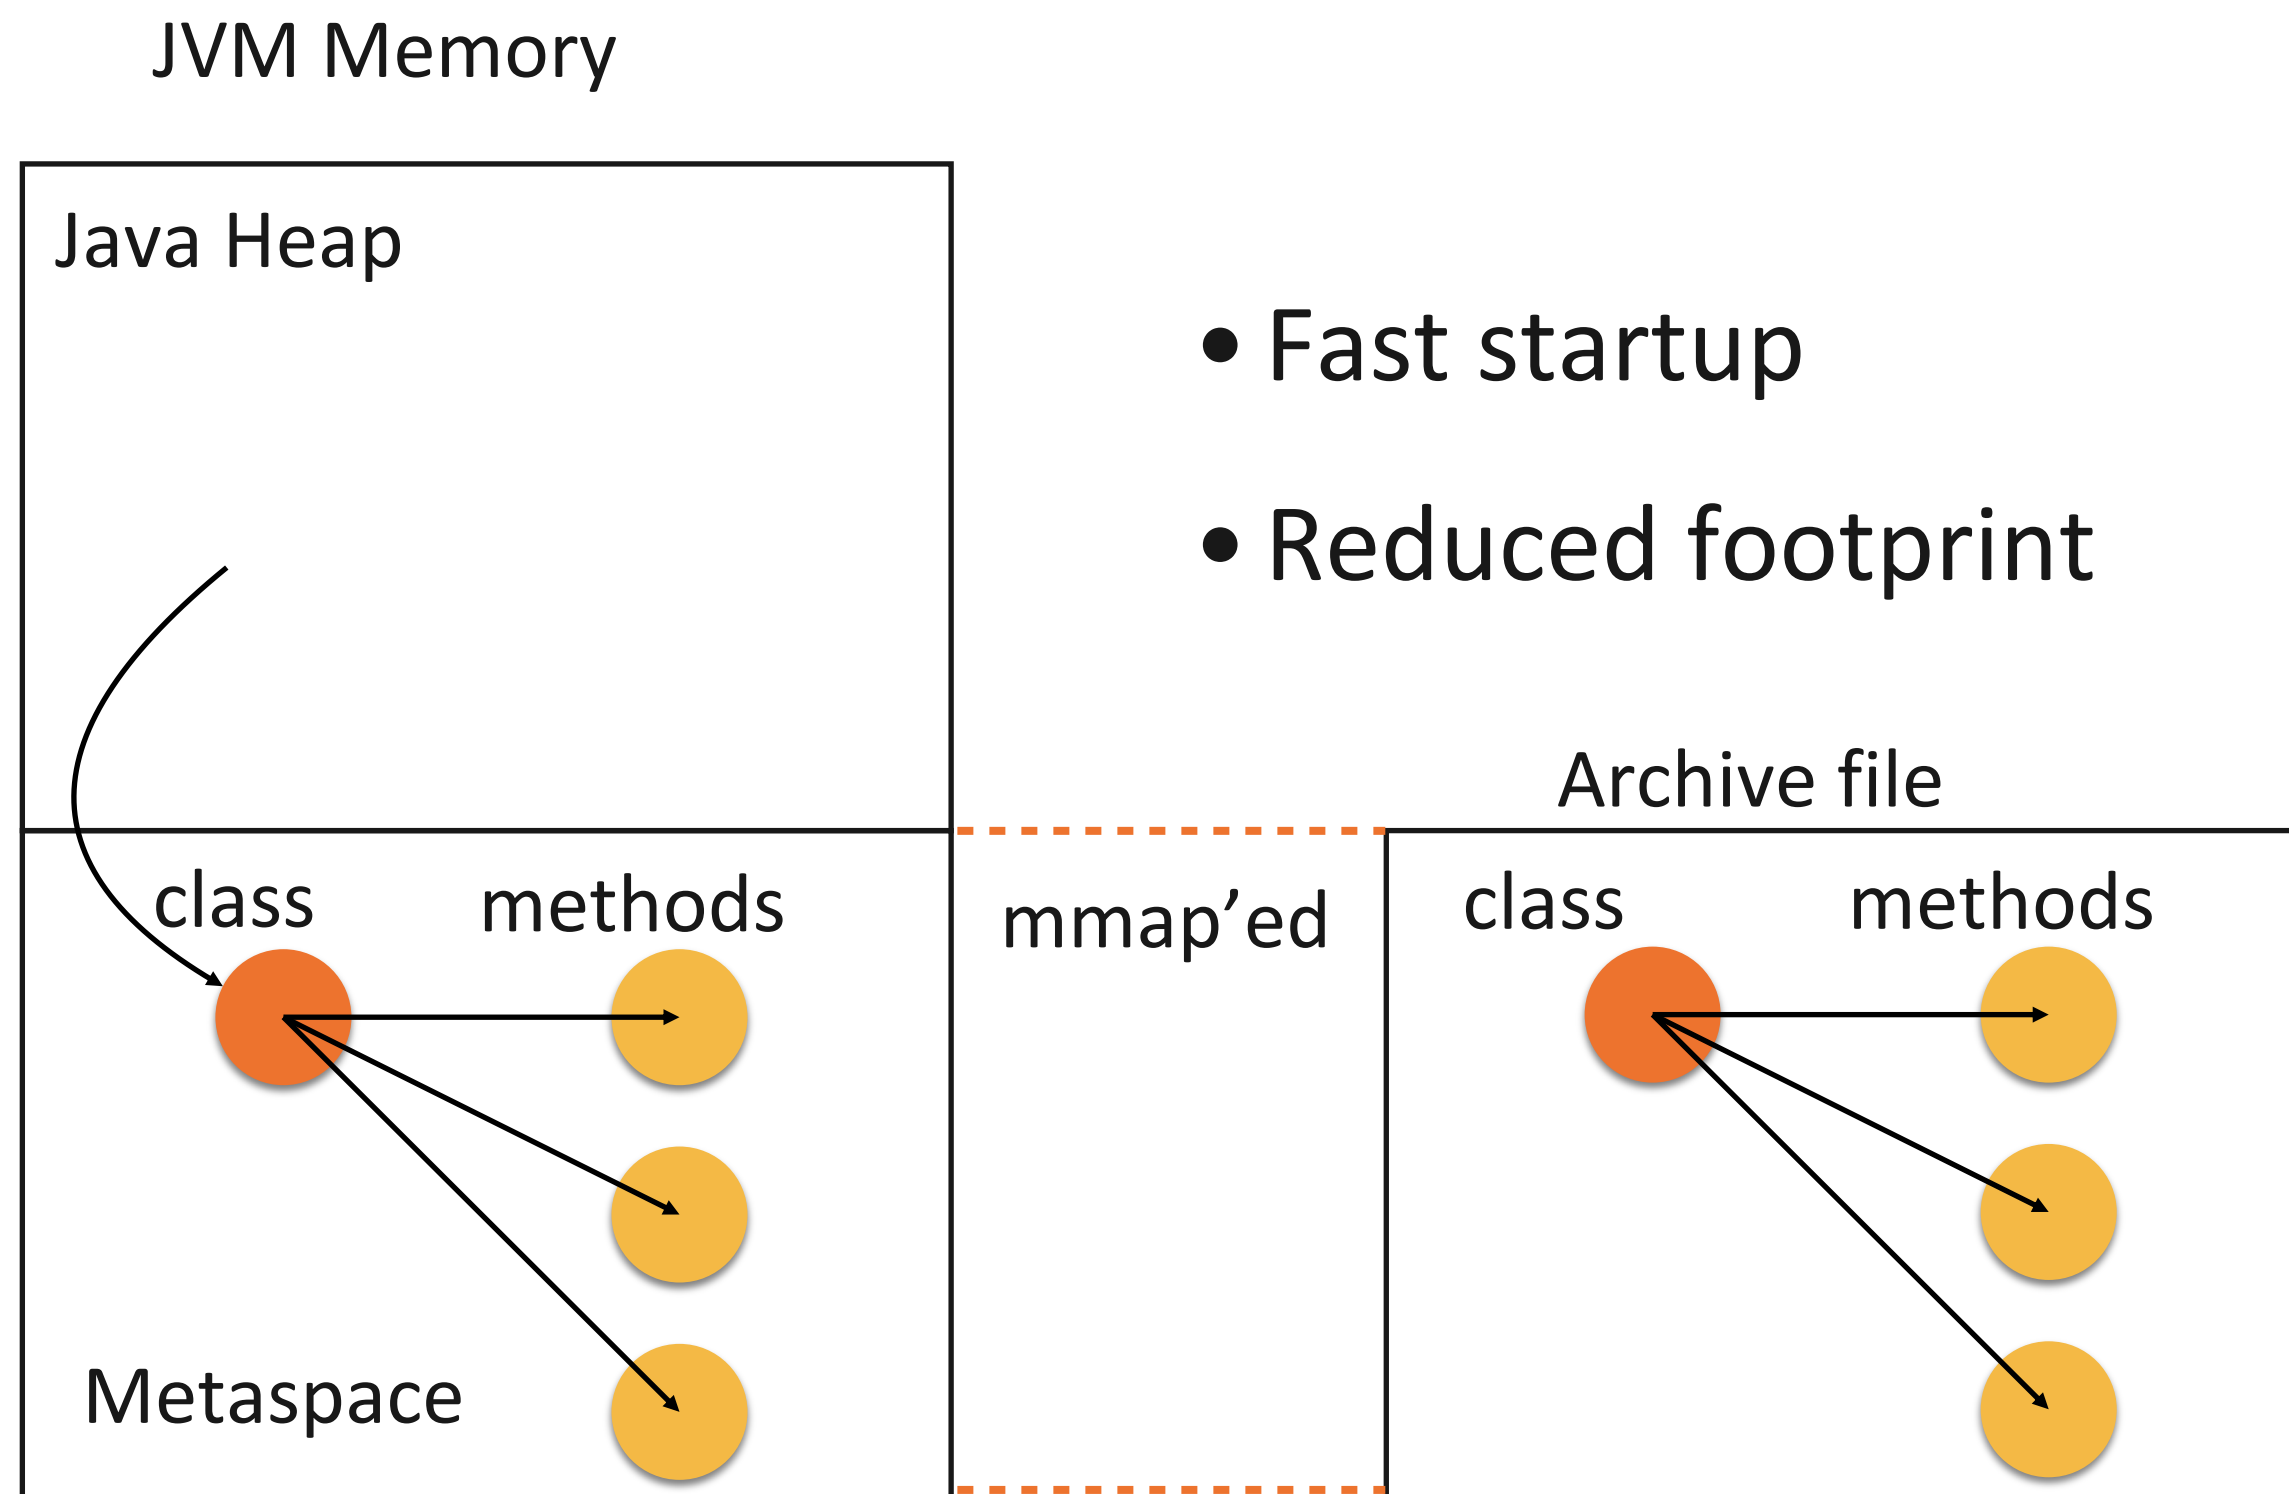 JVM Memory
Java Heap
• Fast startup
• Reduced footprint
Archive file
class methods
mmap’ed
class methods
Metaspace